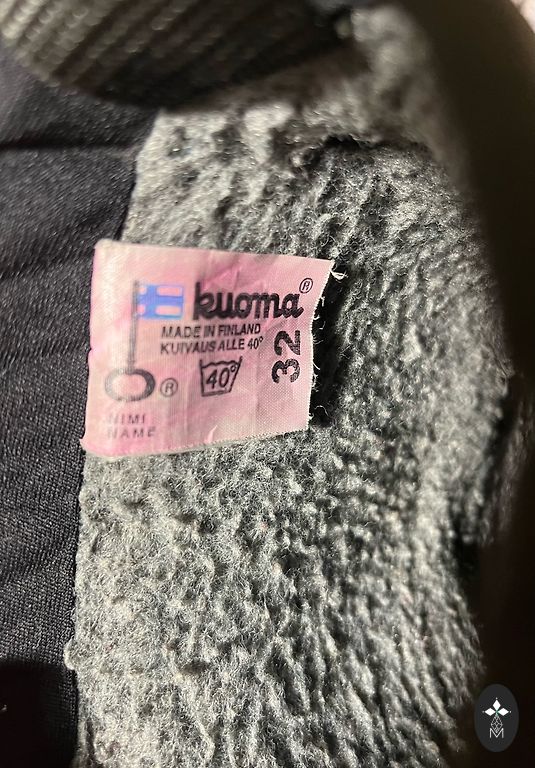 kuoma®
MADE IN FINLAND
KUIVAUS ALLE 40°
40°
32
®
NIMI
NAME